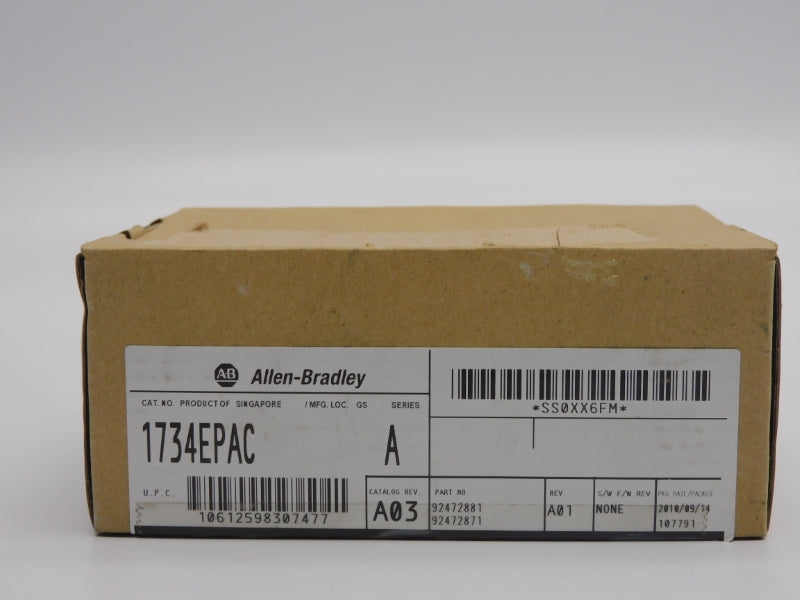 AB Allen-Bradley
*SS0XX6FM*
CAT. NO. PRODUCT OF SINGAPORE / MFG. LOC. GS SERIES
1734EPAC A
U.P.C.
10612598307477
CATALOG REV
A03
PART NO.
92472881
92472871
REV
A01
S/W F/W REV
NONE
PKG DATE/PACKER
2010/09/14
107791